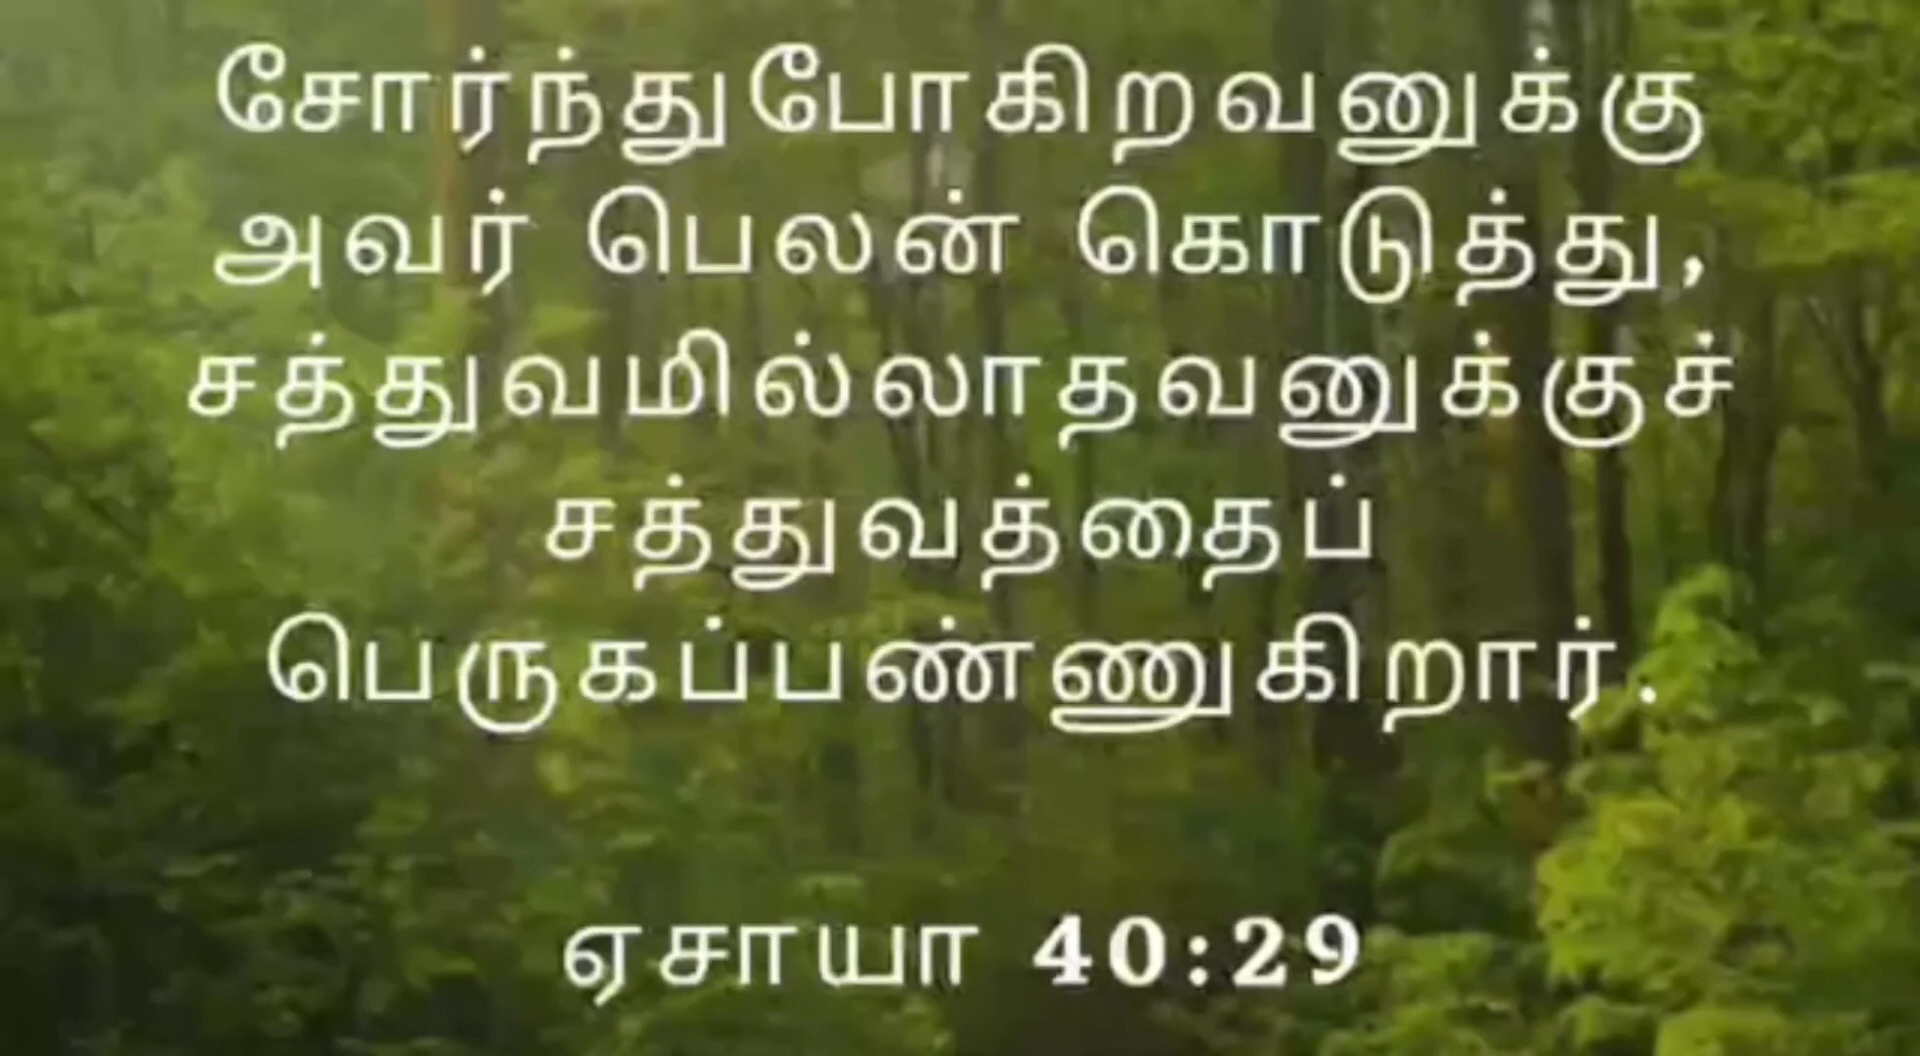 சோர்ந்துபோகிறவனுக்கு
அவர் பெலன் கொடுத்து,
சத்துவமில்லாதவனுக்குச்
சத்துவத்தைப்
பெருகப்பண்ணுகிறார்.
ஏசாயா 40:29